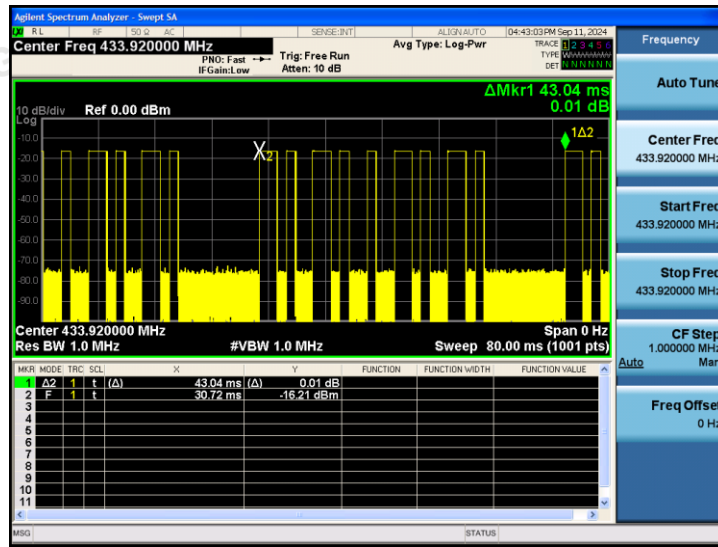 Agilent Spectrum Analyzer - Swept SA
RL RF 50 Ω AC SENSE:INT ALIGNAUTO 04:43:03 PM Sep 11, 2024
Center Freq 433.920000 MHz
PNO: Fast
IFGain:Low
Trig: Free Run
Atten: 10 dB
Avg Type: Log-Pwr
TRACE 1 2 3 4 5 6
TYPE W
DET N N N N N N
ΔMkr1 43.04 ms
0.01 dB
10 dB/div Ref 0.00 dBm
Log
-10.0
-20.0
-30.0
-40.0
-50.0
-60.0
-70.0
-80.0
-90.0
X2
1Δ2
Center 433.920000 MHz Span 0 Hz
Res BW 1.0 MHz #VBW 1.0 MHz Sweep 80.00 ms (1001 pts)
MKR MODE TRC SCL X Y FUNCTION FUNCTION WIDTH FUNCTION VALUE
1 Δ2 1 t (Δ) 43.04 ms (Δ) 0.01 dB
2 F 1 t 30.72 ms -16.21 dBm
3
4
5
6
7
8
9
10
11
MSG STATUS
Frequency
Auto Tune
Center Freq
433.920000 MHz
Start Freq
433.920000 MHz
Stop Freq
433.920000 MHz
CF Step
1.000000 MHz
Auto Man
Freq Offset
0 Hz